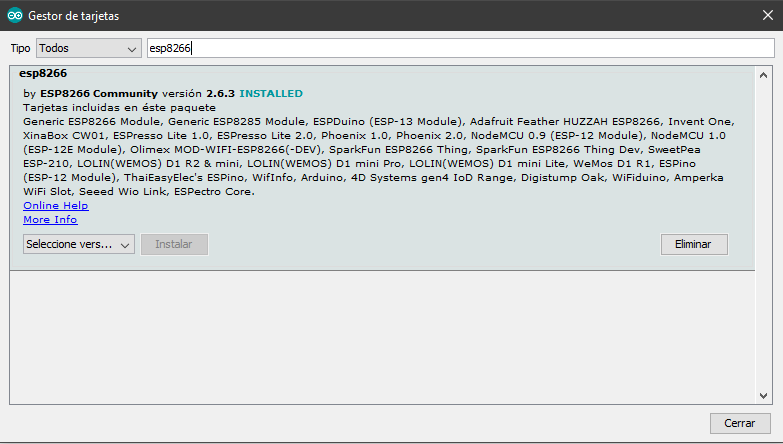 Gestor de tarjetas
Tipo Todos esp8266
esp8266
by ESP8266 Community versión 2.6.3 INSTALLED
Tarjetas incluidas en éste paquete
Generic ESP8266 Module, Generic ESP8285 Module, ESPDuino (ESP-13 Module), Adafruit Feather HUZZAH ESP8266, Invent One,
XinaBox CW01, ESPresso Lite 1.0, ESPresso Lite 2.0, Phoenix 1.0, Phoenix 2.0, NodeMCU 0.9 (ESP-12 Module), NodeMCU 1.0
(ESP-12E Module), Olimex MOD-WIFI-ESP8266(-DEV), SparkFun ESP8266 Thing, SparkFun ESP8266 Thing Dev, SweetPea
ESP-210, LOLIN(WEMOS) D1 R2 & mini, LOLIN(WEMOS) D1 mini Pro, LOLIN(WEMOS) D1 mini Lite, WeMos D1 R1, ESPino
(ESP-12 Module), ThaiEasyElec's ESPino, WifInfo, Arduino, 4D Systems gen4 IoD Range, Digistump Oak, WiFiduino, Amperka
WiFi Slot, Seeed Wio Link, ESPectro Core.
Online Help
More Info
Seleccione vers... Instalar Eliminar
Cerrar